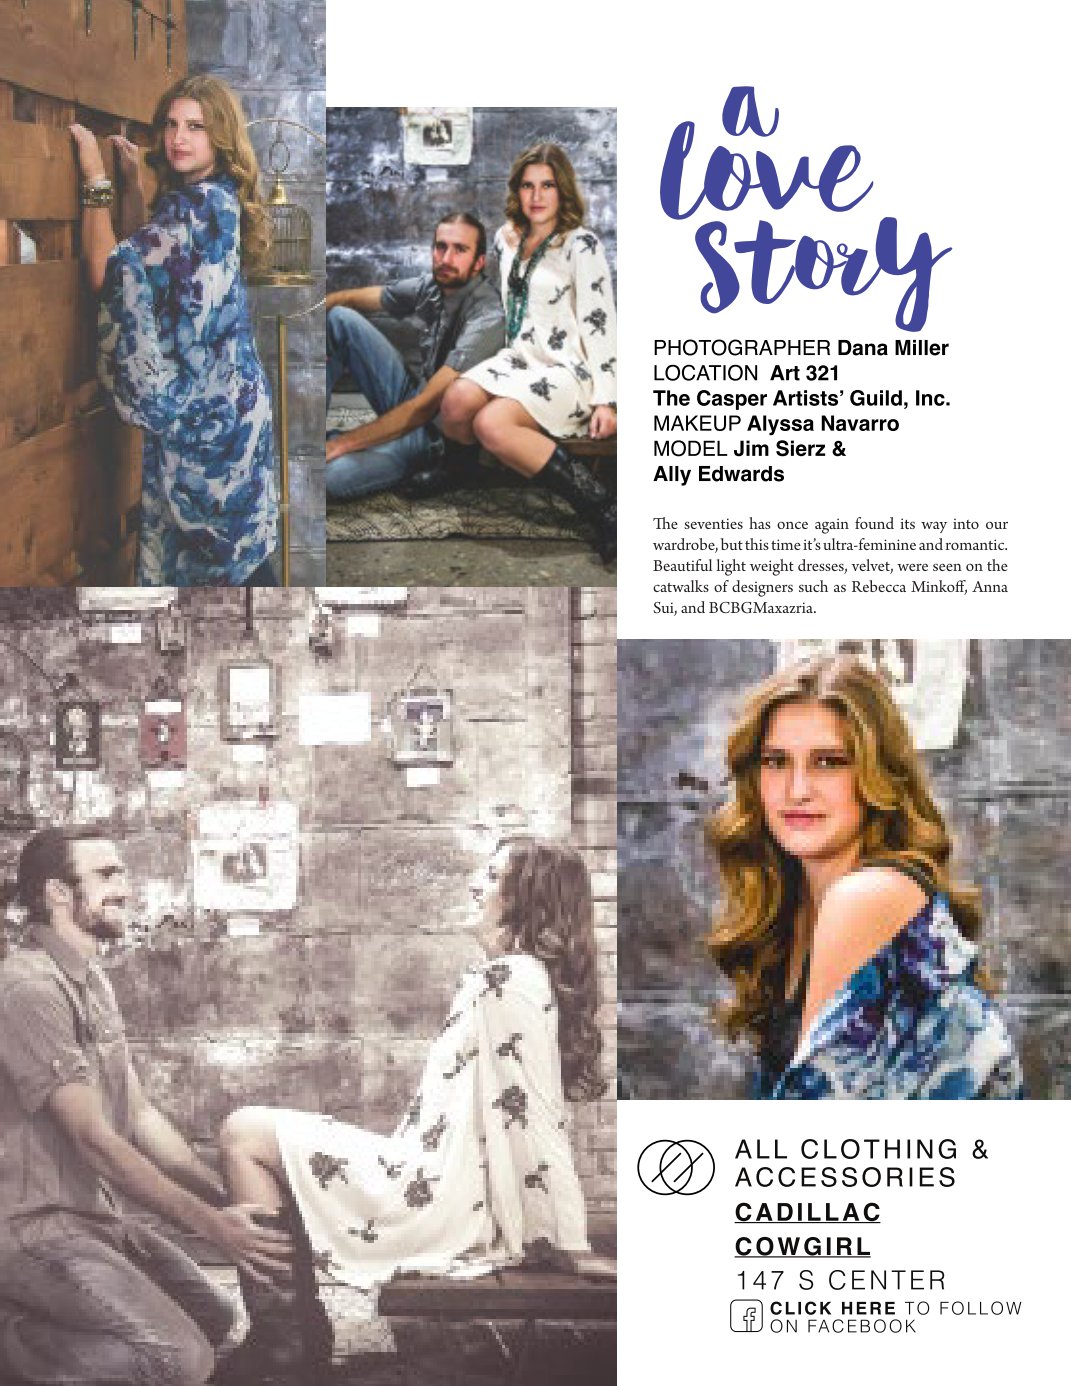 a
love
story
PHOTOGRAPHER Dana Miller
LOCATION Art 321
The Casper Artists’ Guild, Inc.
MAKEUP Alyssa Navarro
MODEL Jim Sierz &
Ally Edwards
The seventies has once again found its way into our
wardrobe, but this time it’s ultra-feminine and romantic.
Beautiful light weight dresses, velvet, were seen on the
catwalks of designers such as Rebecca Minkoff, Anna
Sui, and BCBGMaxazria.
ALL CLOTHING &
ACCESSORIES
CADILLAC
COWGIRL
147 S CENTER
CLICK HERE TO FOLLOW
ON FACEBOOK